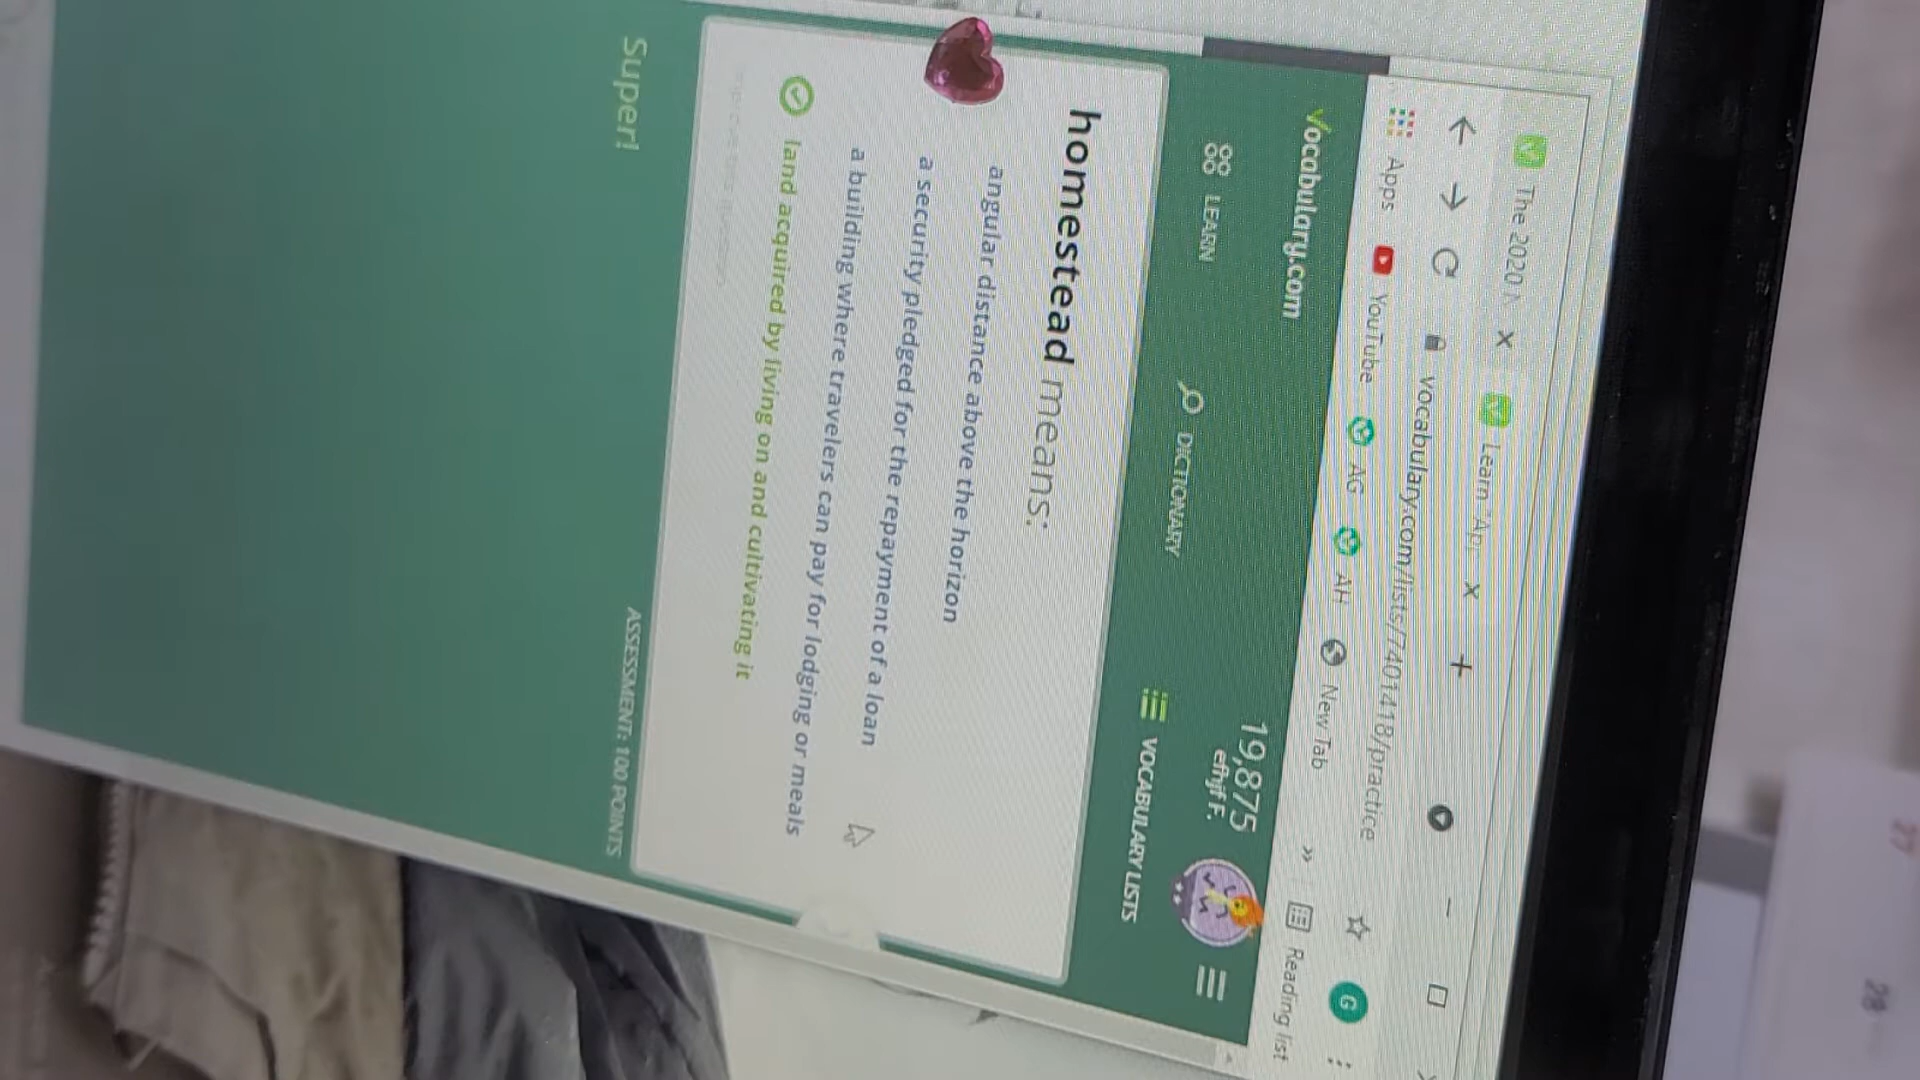 The 2020 N
Learn "Ap
vocabulary.com/lists/7401418/practice
Apps
YouTube
AG
AH
New Tab
»
Reading list
G
Vocabulary.com
19,875
efhjf F.
LEARN
DICTIONARY
VOCABULARY LISTS
homestead means:
angular distance above the horizon
a security pledged for the repayment of a loan
a building where travelers can pay for lodging or meals
land acquired by living on and cultivating it
Super!
ASSESSMENT: 100 POINTS
27
28